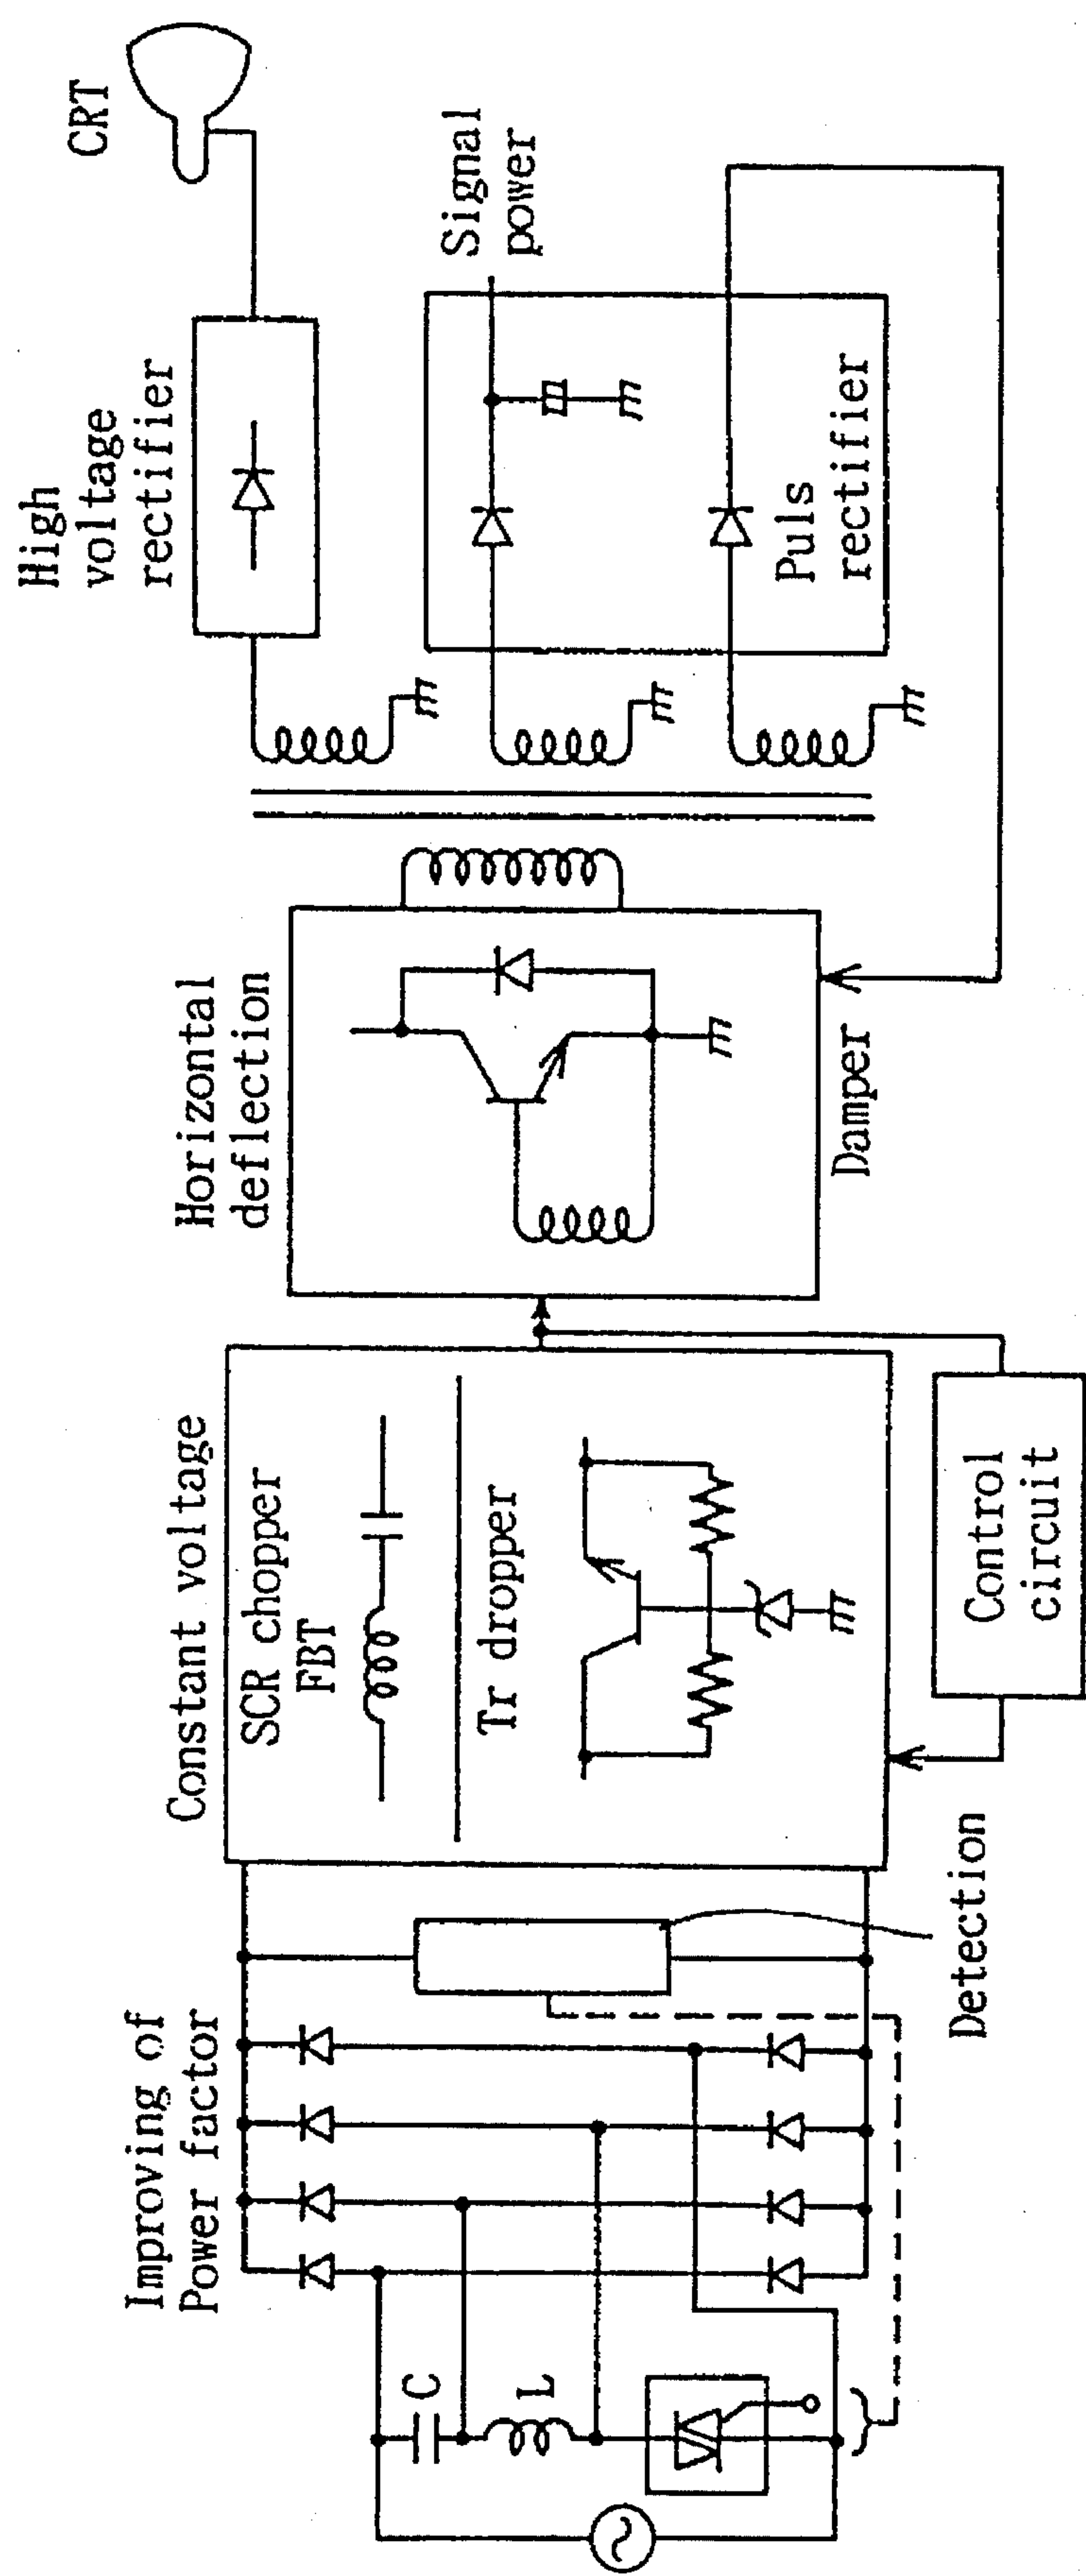 Improving of
Power factor
C
L
Detection
Constant voltage
SCR chopper
FBT
Tr dropper
Control
circuit
Horizontal
deflection
Damper
High
voltage
rectifier
CRT
Signal
power
Puls
rectifier